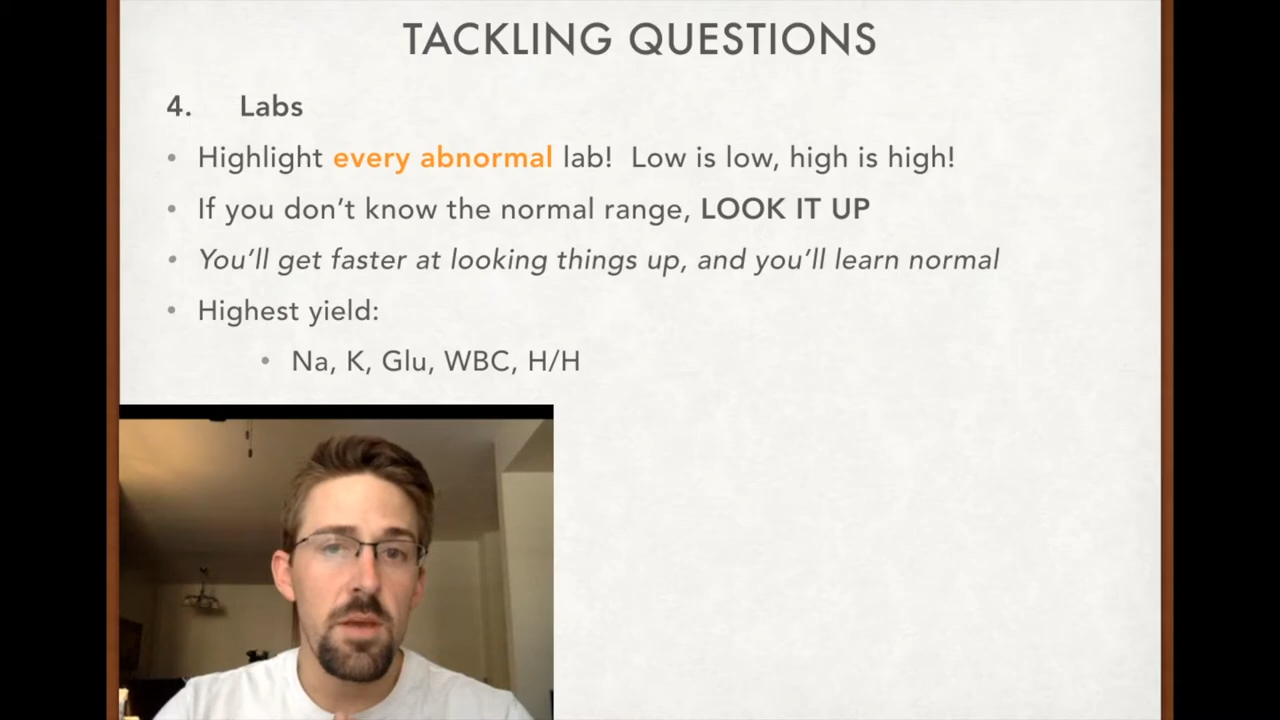 TACKLING QUESTIONS
4. Labs
• Highlight every abnormal lab! Low is low, high is high!
• If you don’t know the normal range, LOOK IT UP
• You’ll get faster at looking things up, and you’ll learn normal
• Highest yield:
• Na, K, Glu, WBC, H/H